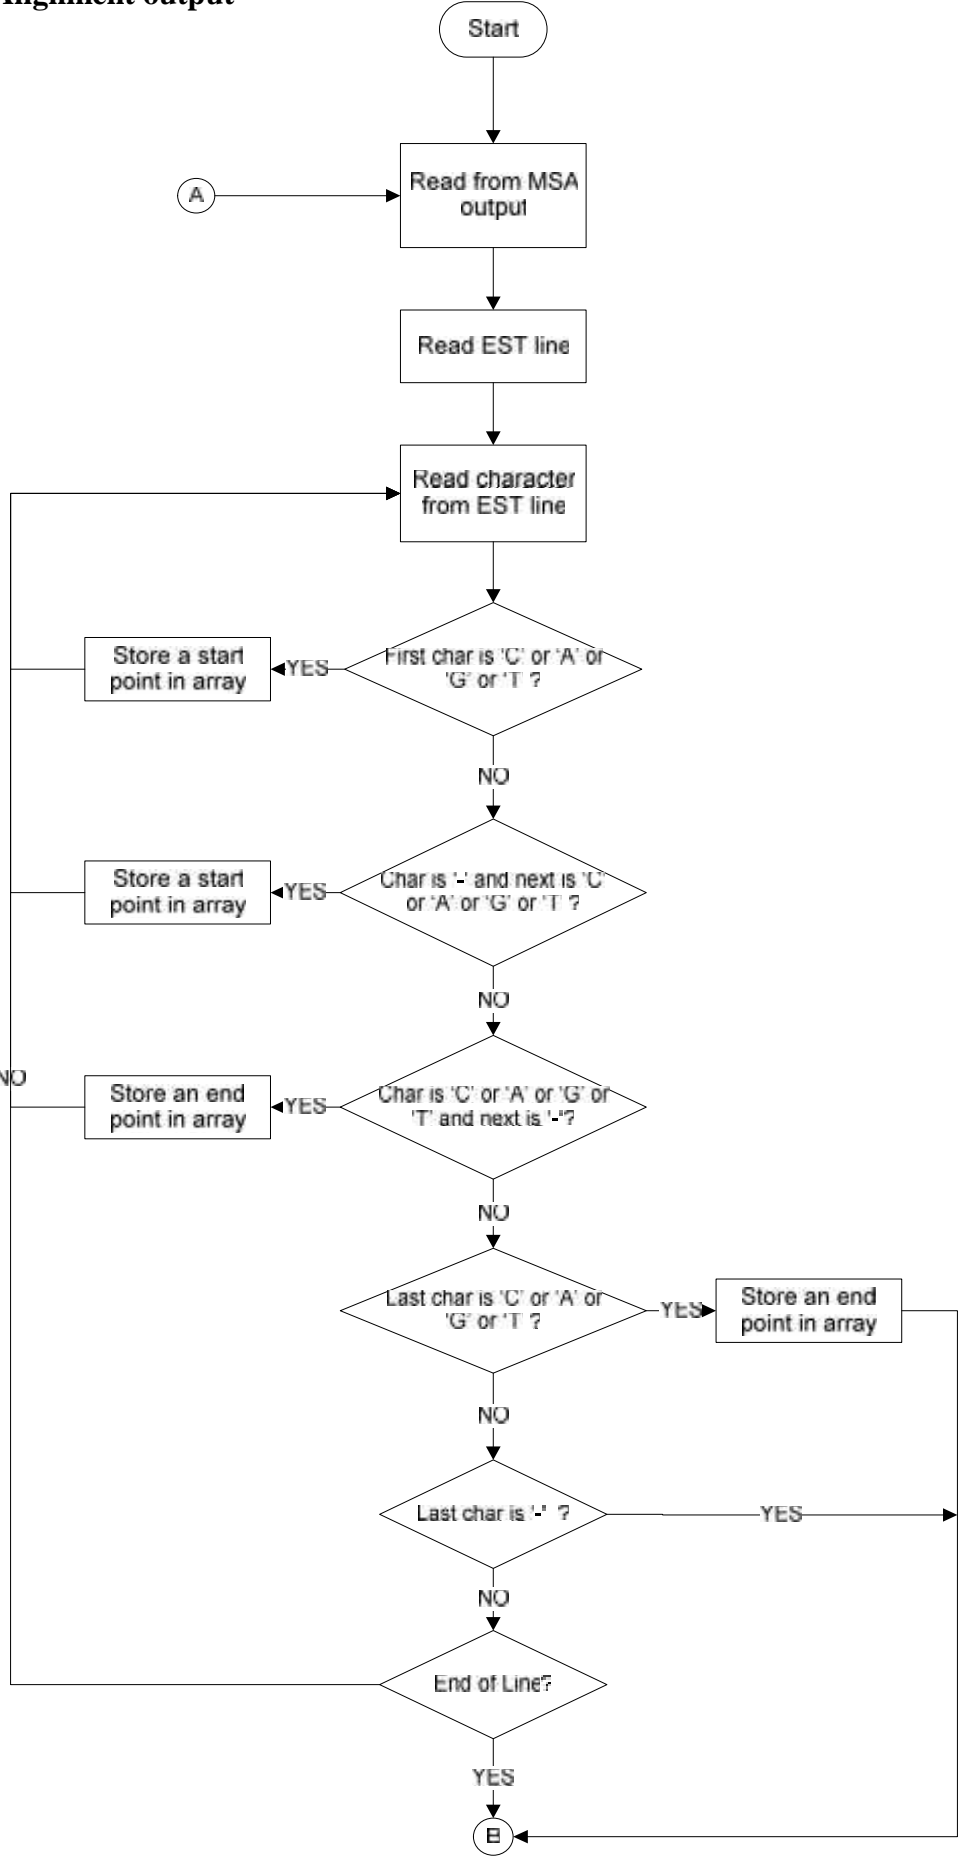 Alignment output
Start
A
Read from MSA
output
Read EST line
Read character
from EST line
Store a start
point in array
YES
First char is 'C' or 'A' or
'G' or 'T' ?
NO
Store a start
point in array
YES
Char is '-' and next is 'C'
or 'A' or 'G' or 'T' ?
NO
NO
Store an end
point in array
YES
Char is 'C' or 'A' or 'G' or
'T' and next is '-'?
NO
Last char is 'C' or 'A' or
'G' or 'T' ?
YES
Store an end
point in array
NO
Last char is '-' ?
YES
NO
End of Line?
YES
B